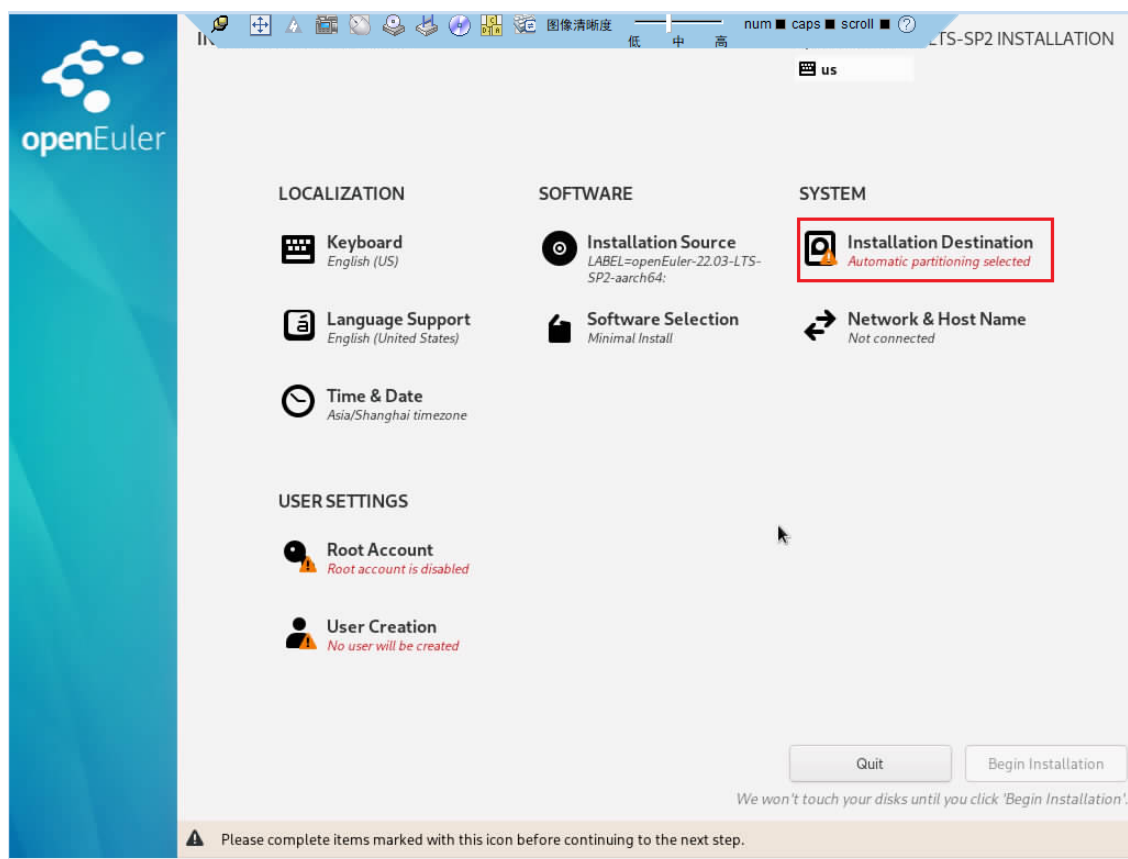 图像清晰度
低 中 高
num caps scroll ?
TS-SP2 INSTALLATION
us
openEuler
LOCALIZATION
Keyboard
English (US)
Language Support
English (United States)
Time & Date
Asia/Shanghai timezone
SOFTWARE
Installation Source
LABEL=openEuler-22.03-LTS-
SP2-aarch64:
Software Selection
Minimal Install
SYSTEM
Installation Destination
Automatic partitioning selected
Network & Host Name
Not connected
USER SETTINGS
Root Account
Root account is disabled
User Creation
No user will be created
Quit
Begin Installation
We won't touch your disks until you click 'Begin Installation'.
Please complete items marked with this icon before continuing to the next step.